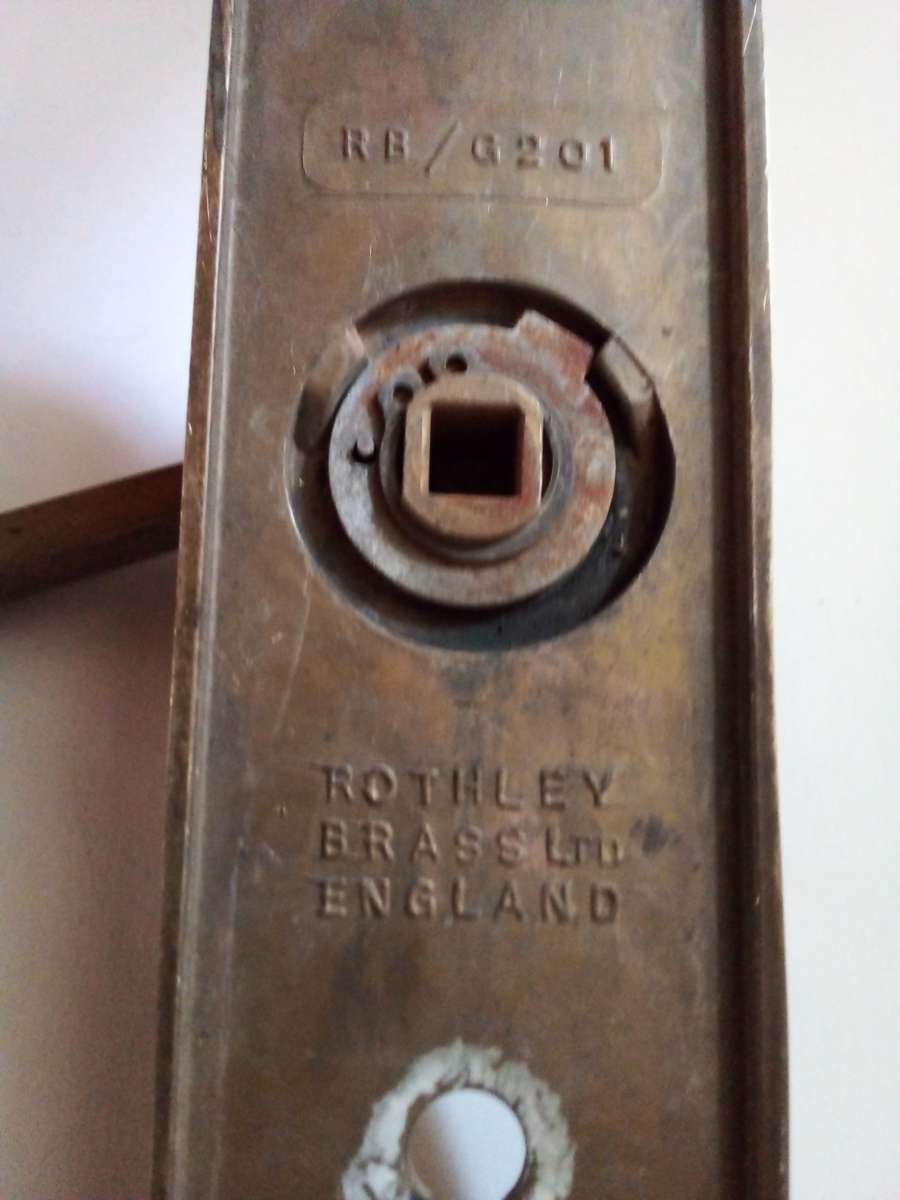 RB/G201
ROTHLEY
BRASS LTD
ENGLAND